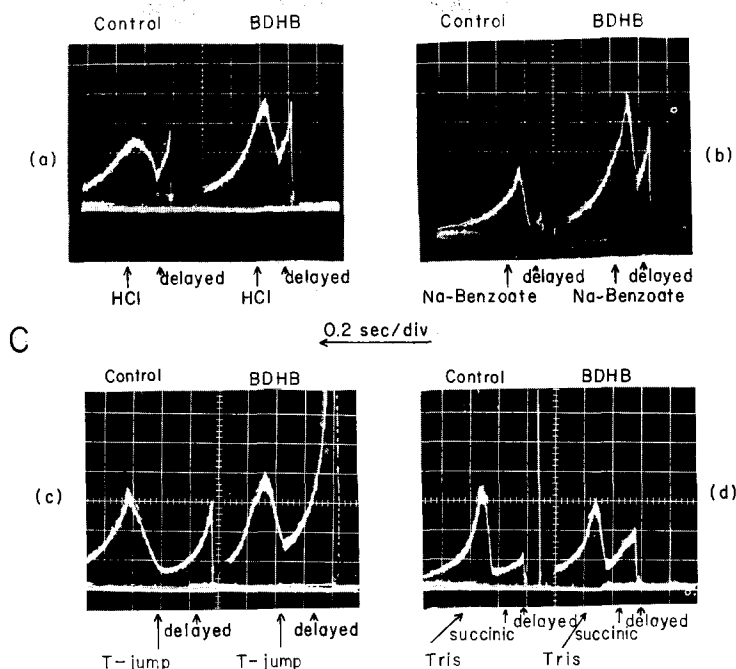 Control BDHB Control BDHB
(a) (b)
delayed delayed delayed delayed
HCl HCl Na-Benzoate Na-Benzoate
C 0.2 sec/div
Control BDHB Control BDHB
(c) (d)
delayed delayed succinic delayed succinic delayed
T-jump T-jump Tris Tris